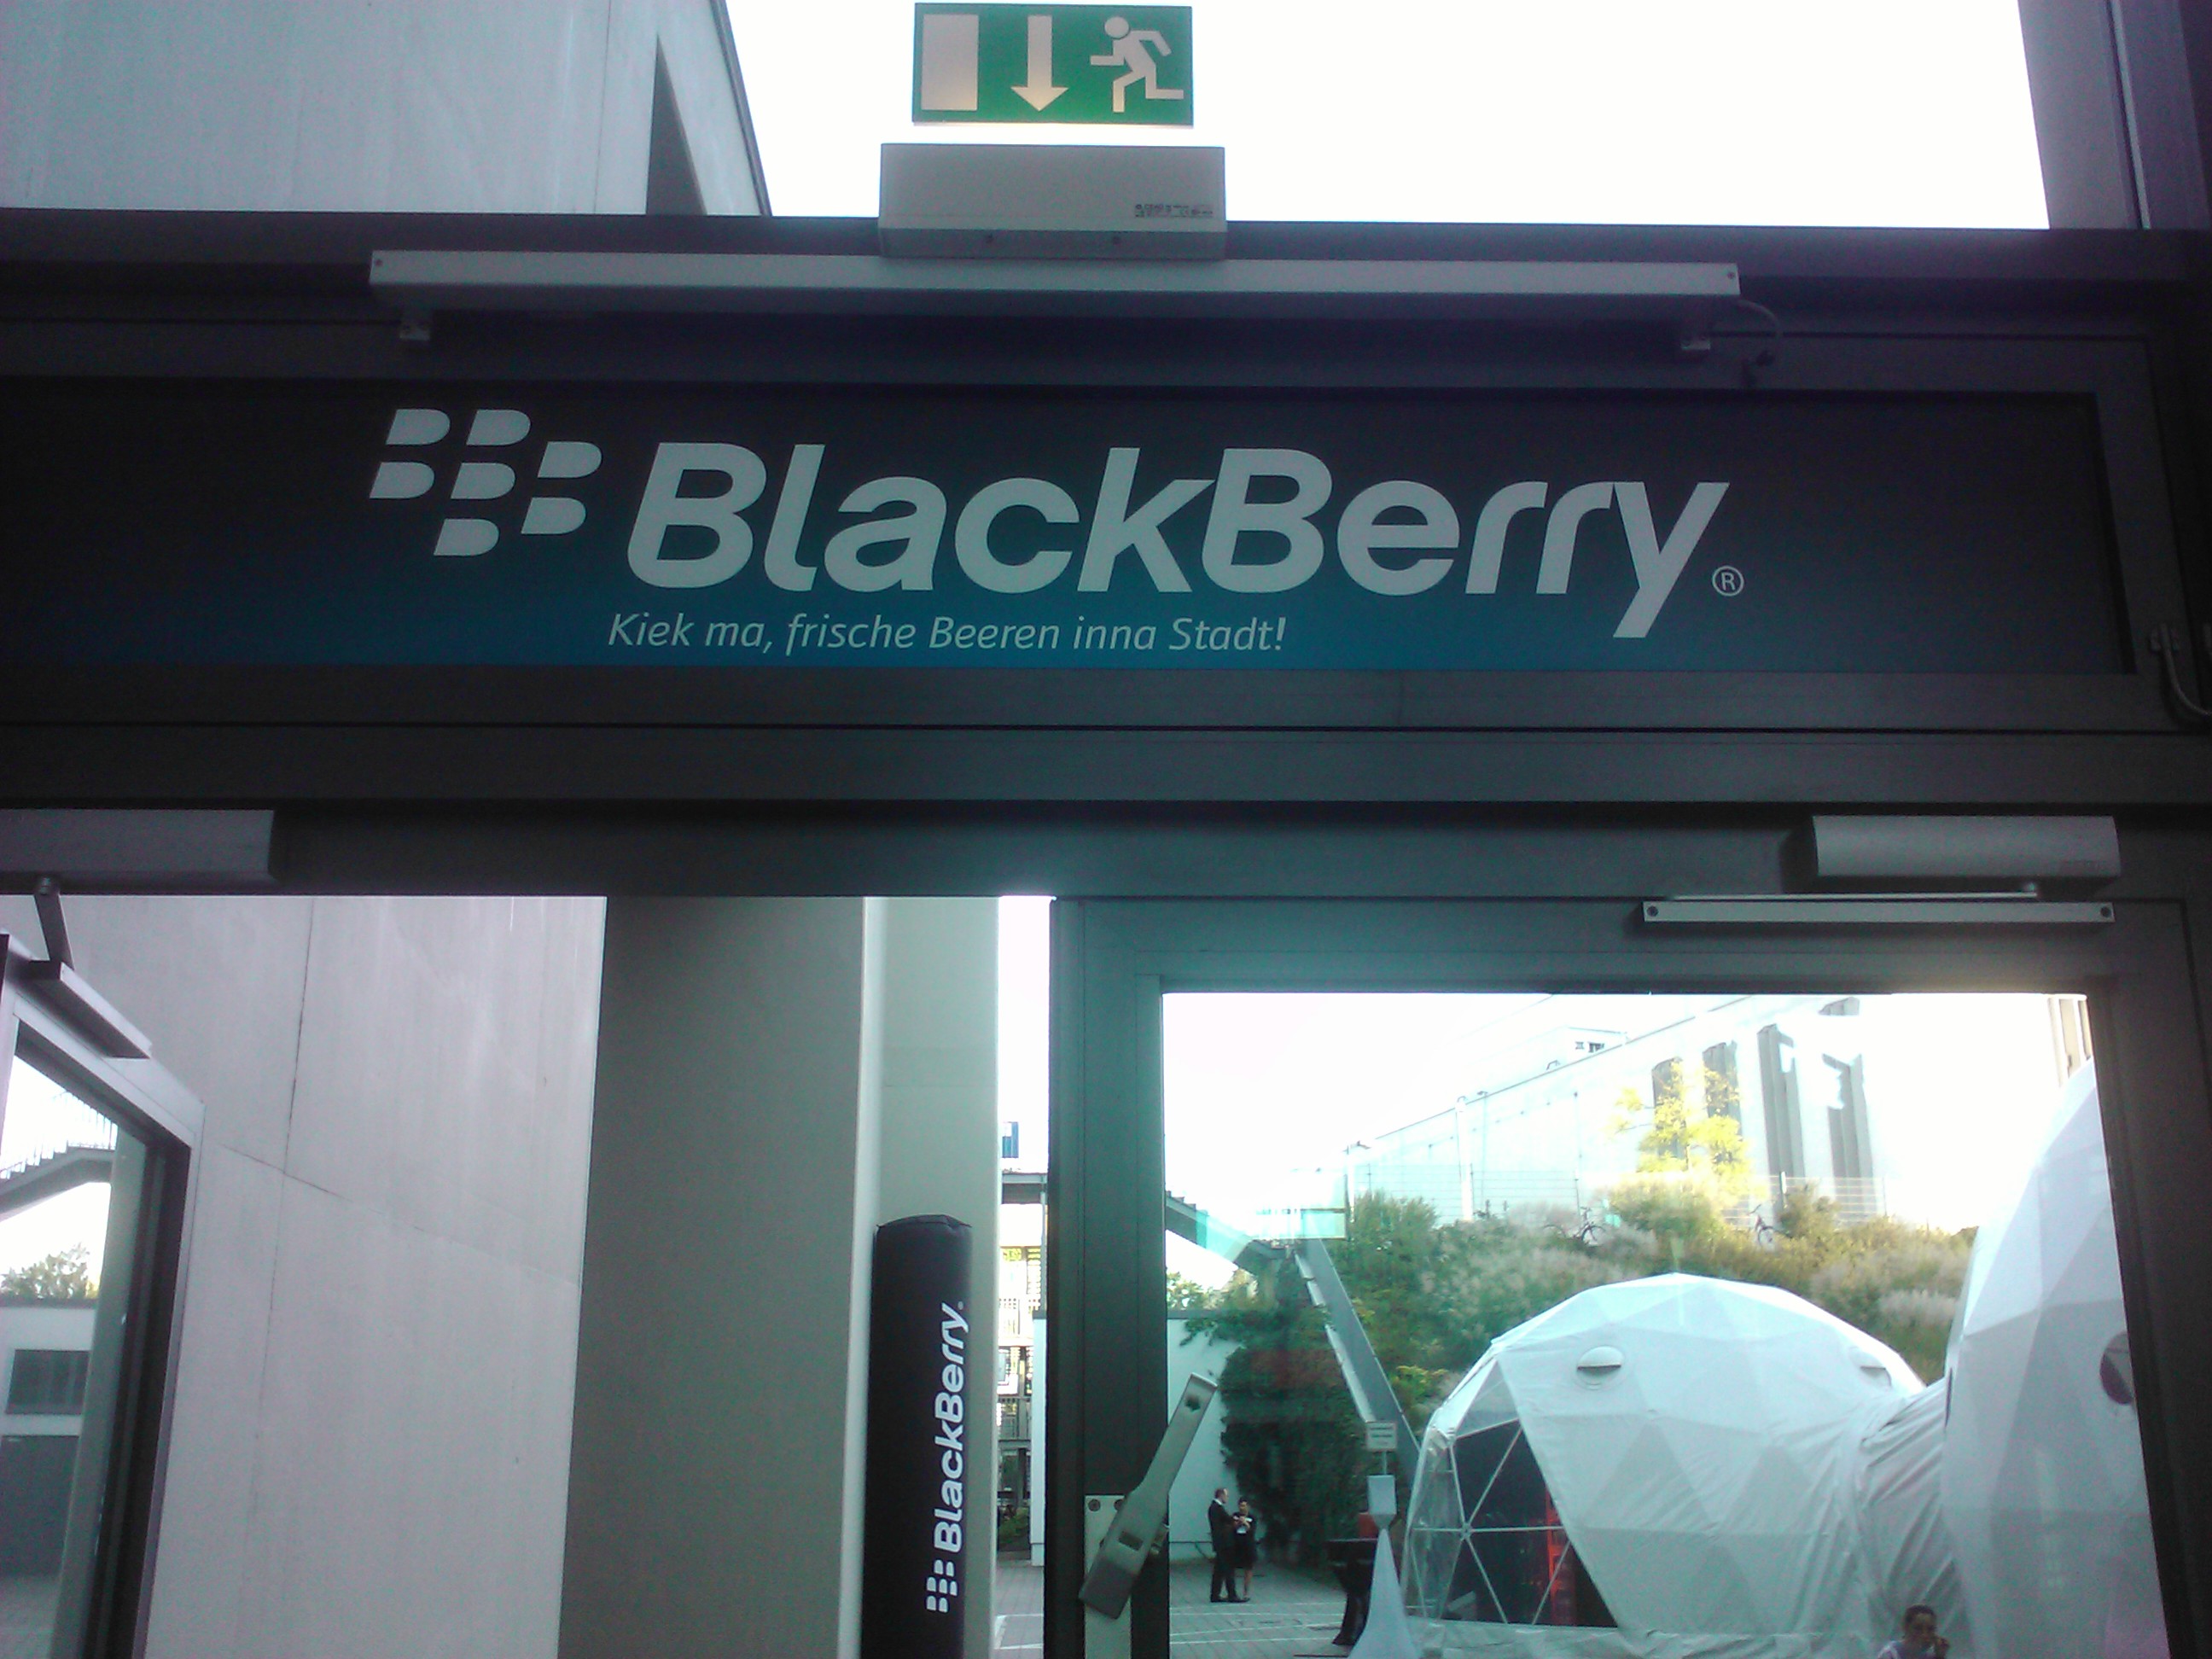 BlackBerry®
Kiek ma, frische Beeren inna Stadt!
BlackBerry®